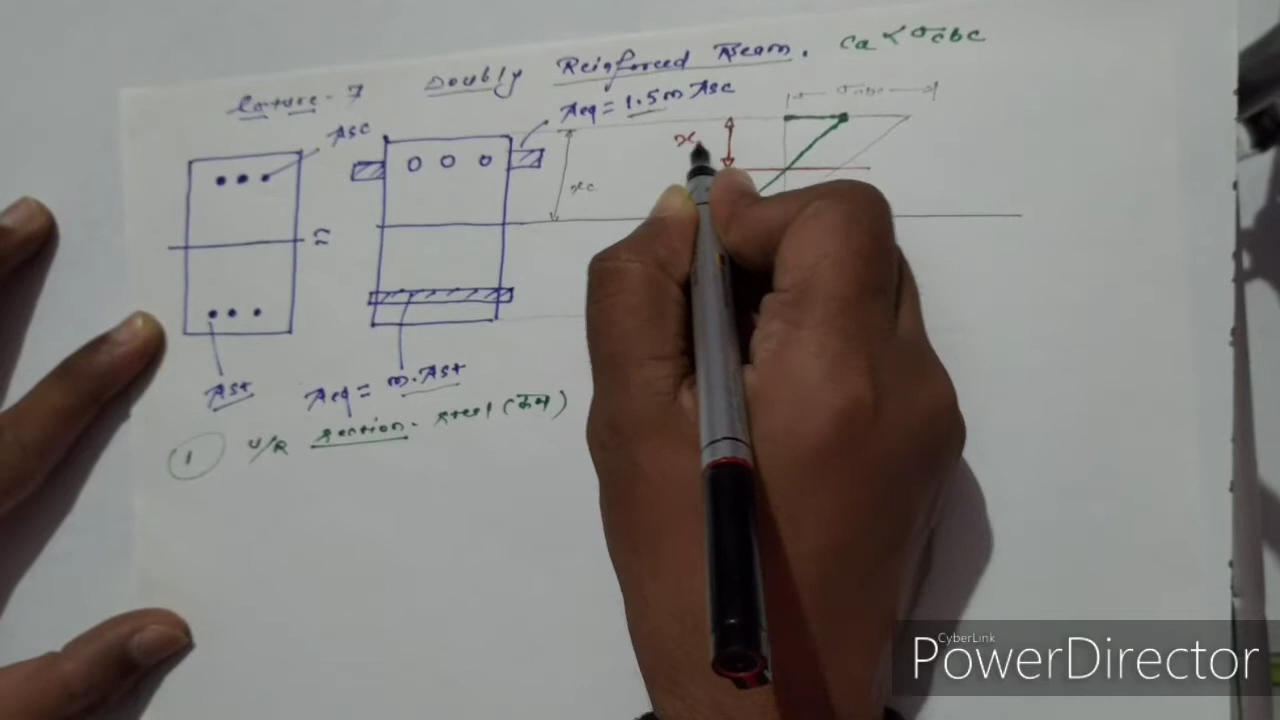 Lecture-7 Doubly Reinforced Beam. Ca < σcbc
Asc
Aeq = 1.5m Asc
σcbc
x
xc
=
Ast
Aeq = m.Ast
1 U/R section. steel (कम)
CyberLink
PowerDirector